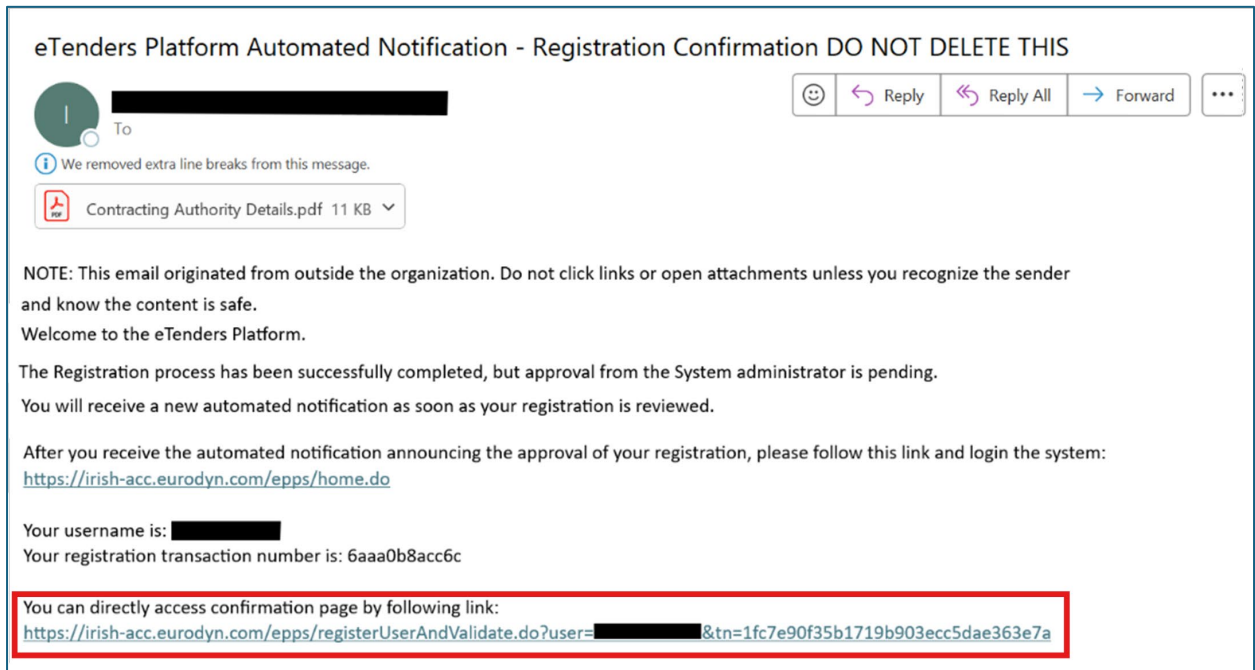 eTenders Platform Automated Notification - Registration Confirmation DO NOT DELETE THIS
I
To
Reply
Reply All
Forward
We removed extra line breaks from this message.
PDF
Contracting Authority Details.pdf 11 KB
NOTE: This email originated from outside the organization. Do not click links or open attachments unless you recognize the sender
and know the content is safe.
Welcome to the eTenders Platform.
The Registration process has been successfully completed, but approval from the System administrator is pending.
You will receive a new automated notification as soon as your registration is reviewed.
After you receive the automated notification announcing the approval of your registration, please follow this link and login the system:
https://irish-acc.eurodyn.com/epps/home.do
Your username is:
Your registration transaction number is: 6aaa0b8acc6c
You can directly access confirmation page by following link:
https://irish-acc.eurodyn.com/epps/registerUserAndValidate.do?user= &tn=1fc7e90f35b1719b903ecc5dae363e7a